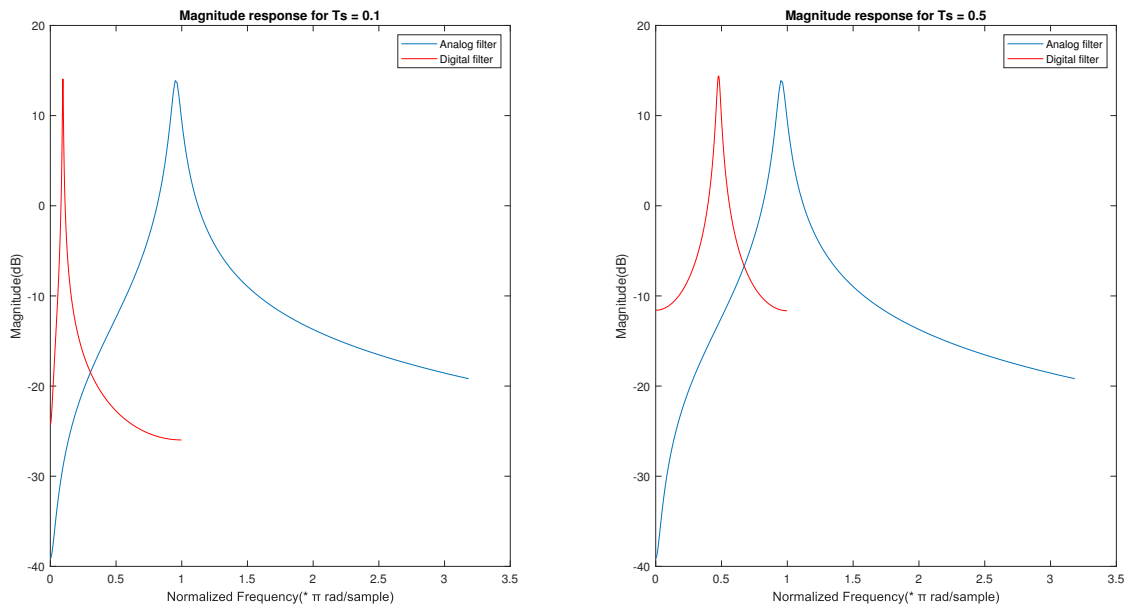 Magnitude response for Ts = 0.1
Analog filter
Digital filter
Magnitude(dB)
20
10
0
-10
-20
-30
-40
0 0.5 1 1.5 2 2.5 3 3.5
Normalized Frequency(* π rad/sample)
Magnitude response for Ts = 0.5
Analog filter
Digital filter
Magnitude(dB)
20
10
0
-10
-20
-30
-40
0 0.5 1 1.5 2 2.5 3 3.5
Normalized Frequency(* π rad/sample)